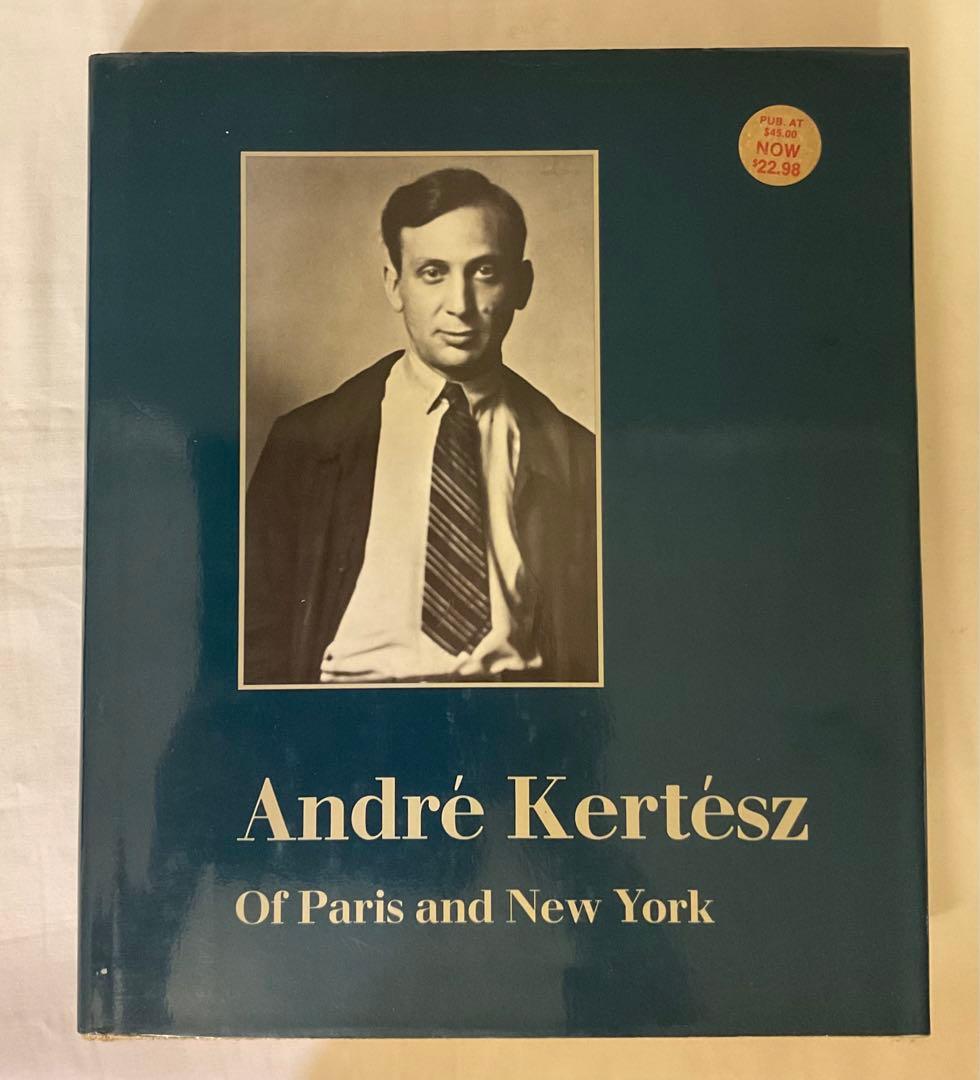 PUB. AT
$45.00
NOW
$22.98
André Kertész
Of Paris and New York